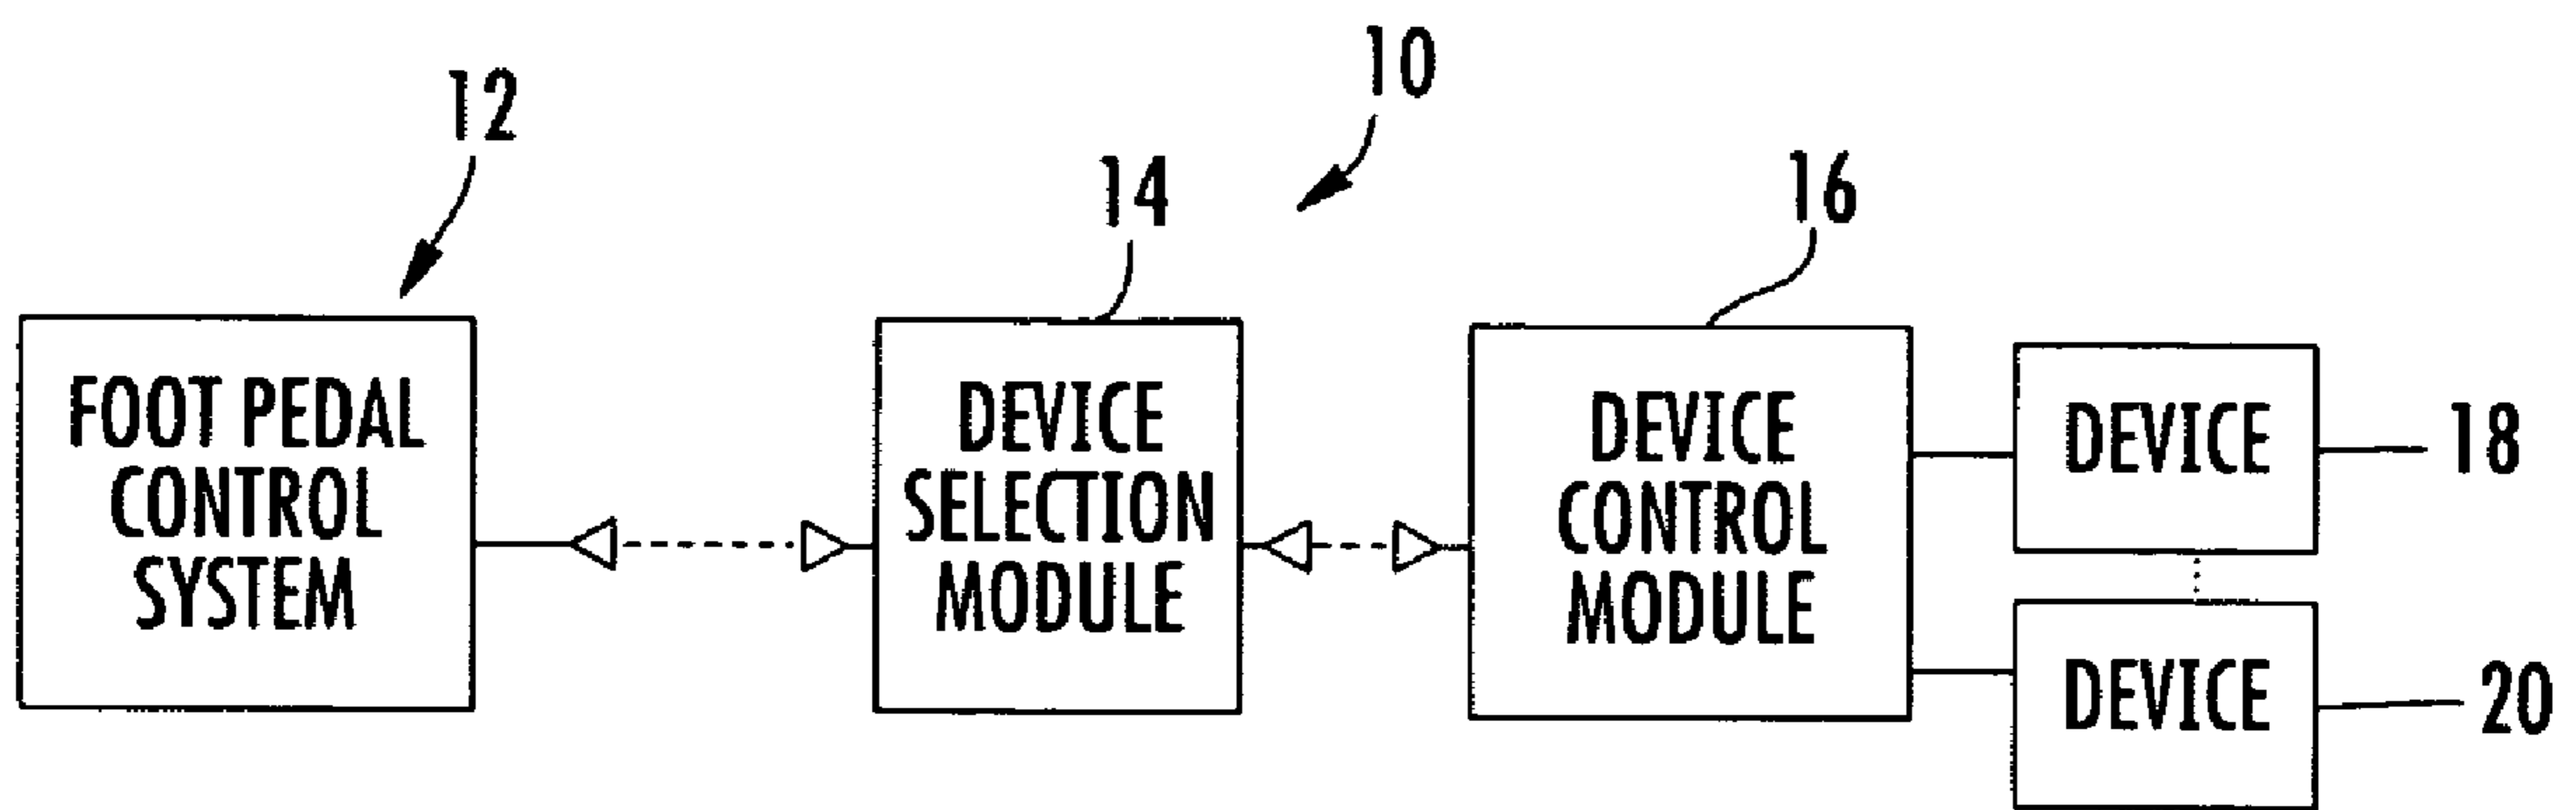 10
12
14
16
FOOT PEDAL
CONTROL
SYSTEM
DEVICE
SELECTION
MODULE
DEVICE
CONTROL
MODULE
DEVICE
18
DEVICE
20